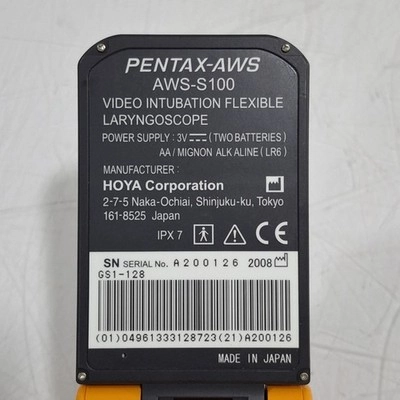 PENTAX-AWS
AWS-S100
VIDEO INTUBATION FLEXIBLE
LARYNGOSCOPE
POWER SUPPLY : 3V (TWO BATTERIES)
AA / MIGNON ALKALINE (LR6)
MANUFACTURER :
HOYA Corporation
2-7-5 Naka-Ochiai, Shinjuku-ku, Tokyo
161-8525 Japan
IPX 7 CE
SN SERIAL No. A200126 2008
GS1-128
(01)04961333128723(21)A200126
MADE IN JAPAN